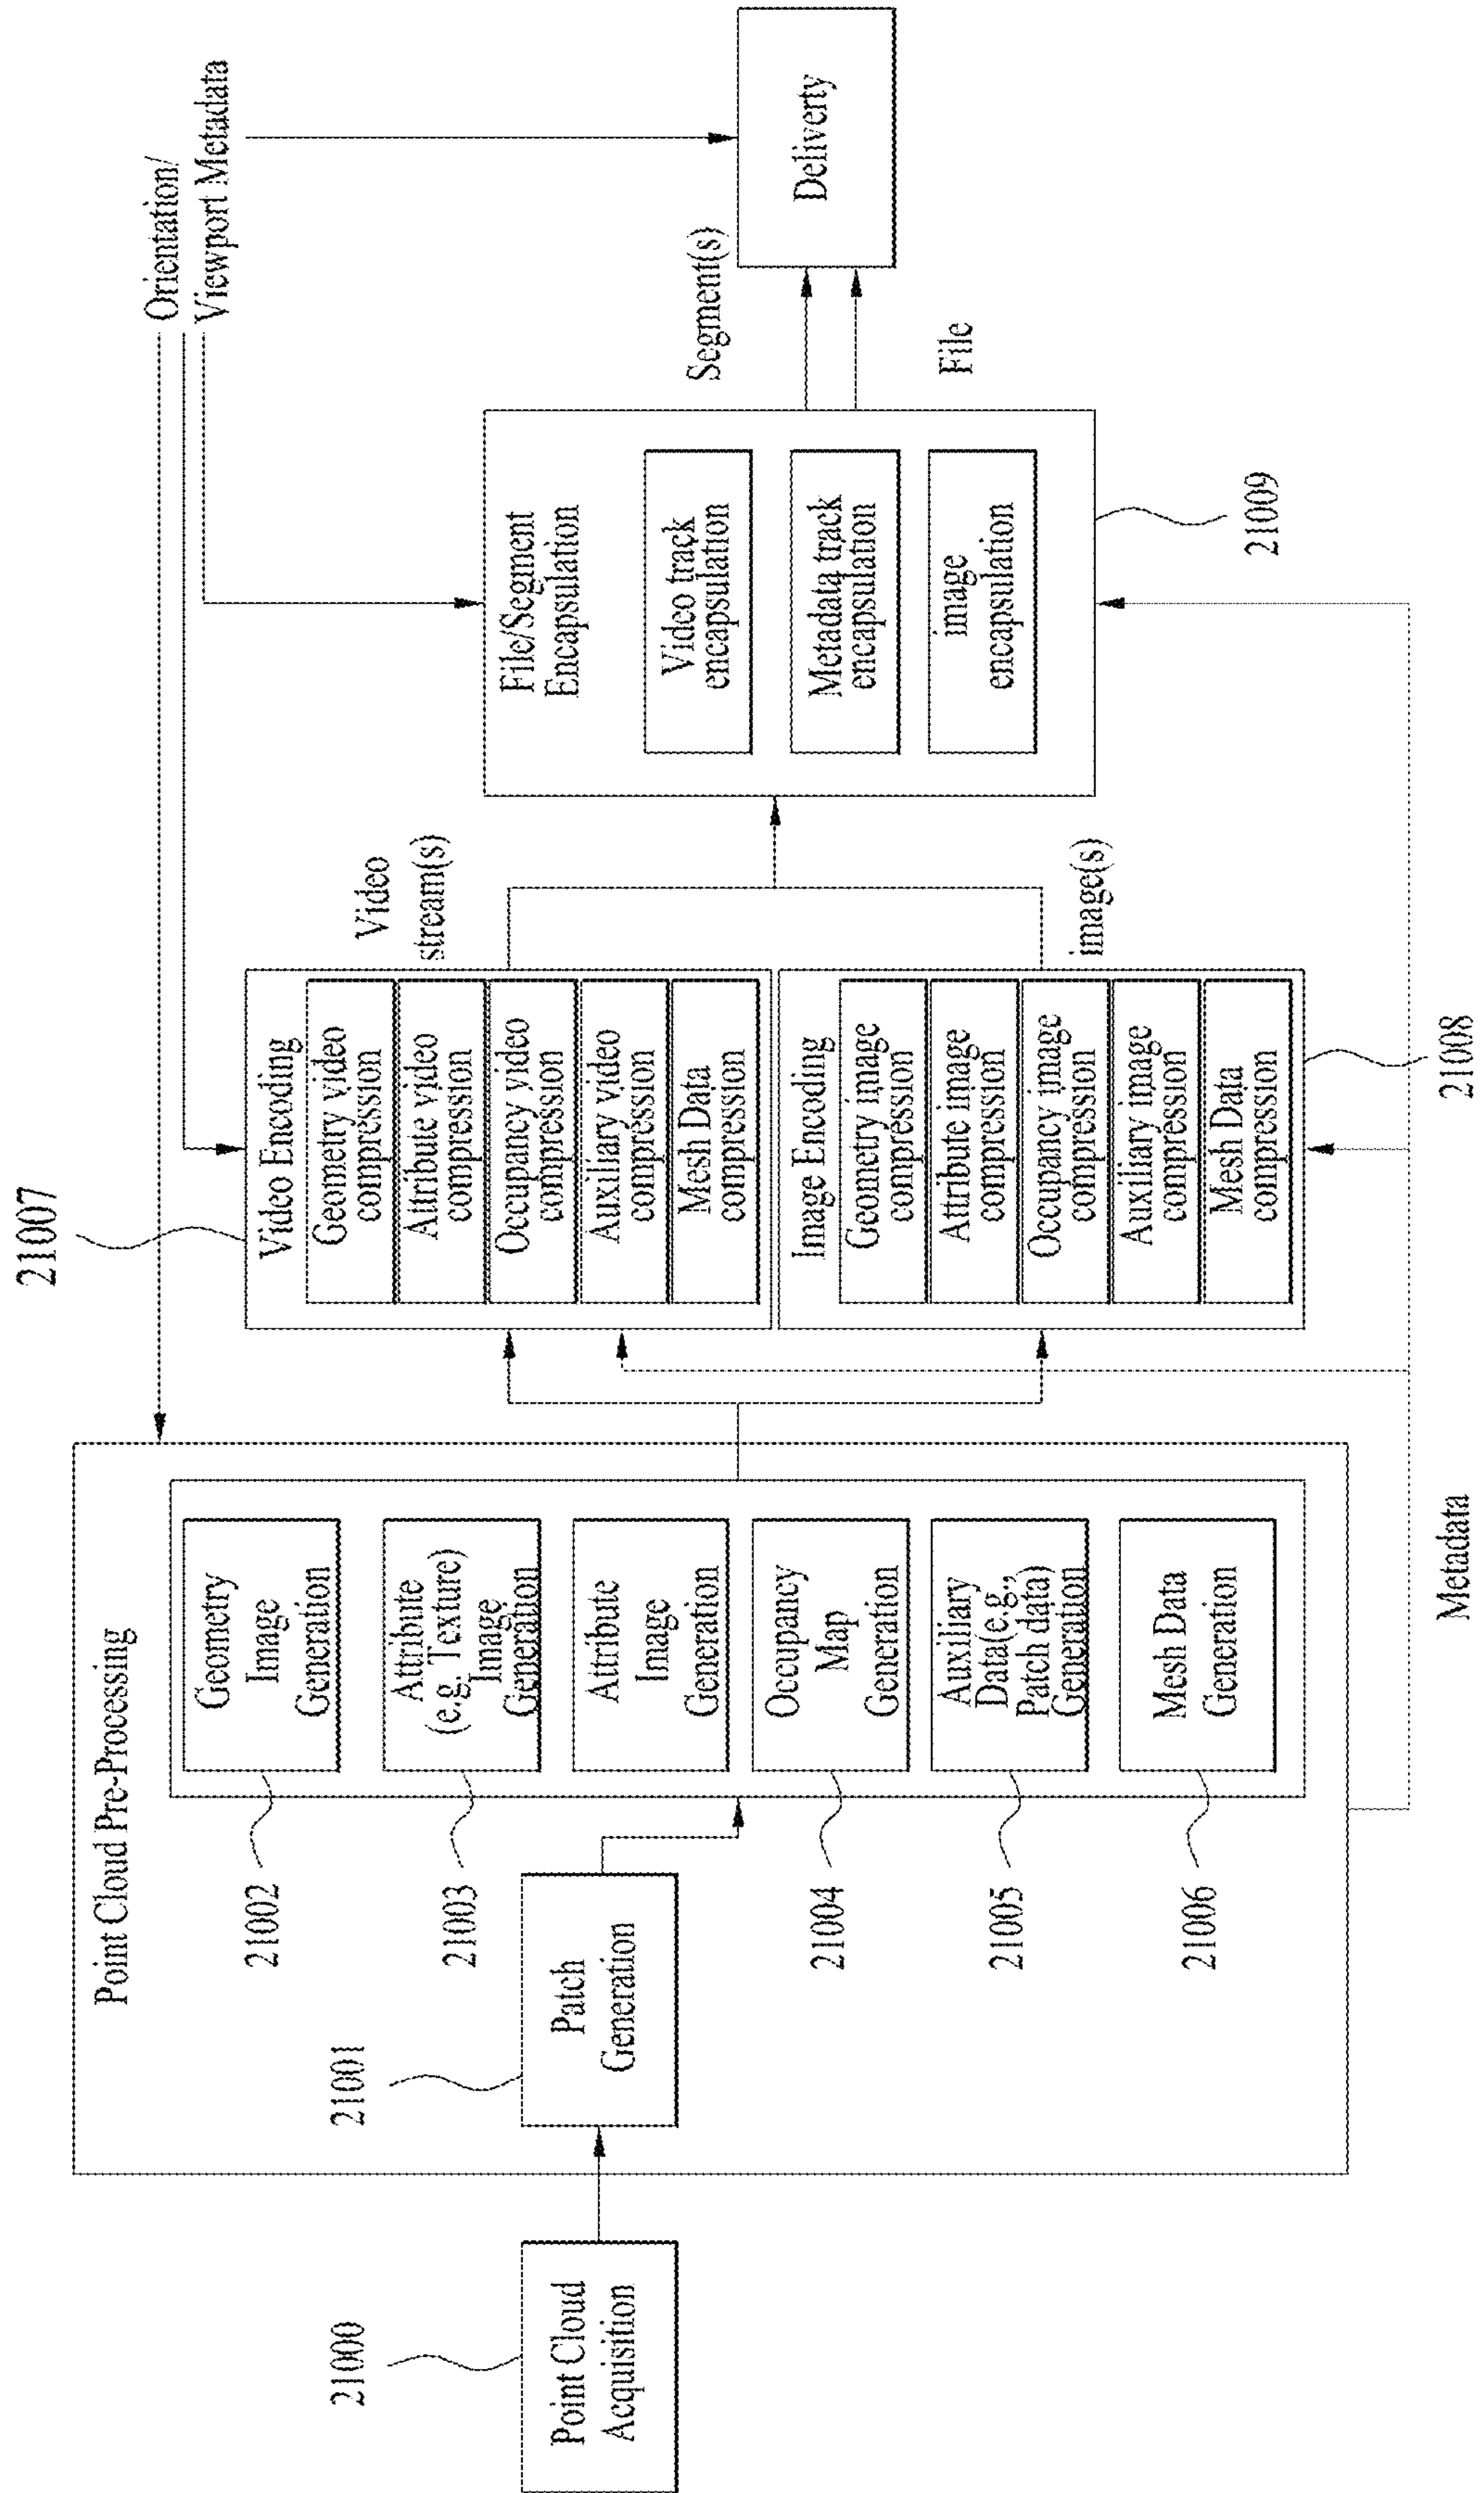 Orientation/
Viewport Metadata
21007
Point Cloud Pre-Processing
21000
Point Cloud
Acquisition
21001
Patch
Generation
21002
Geometry
Image
Generation
21003
Attribute
(e.g. Texture)
Image
Generation
Attribute
Image
Generation
21004
Occupancy
Map
Generation
21005
Auxiliary
Data(e.g.,
Patch data)
Generation
21006
Mesh Data
Generation
Metadata
Video Encoding
Geometry video
compression
Attribute video
compression
Occupancy video
compression
Auxiliary video
compression
Mesh Data
compression
Image Encoding
Geometry image
compression
Attribute image
compression
Occupancy image
compression
Auxiliary image
compression
Mesh Data
compression
21008
Video
stream(s)
image(s)
File/Segment
Encapsulation
Video track
encapsulation
Metadata track
encapsulation
image
encapsulation
21009
Segment(s)
File
Deliverty